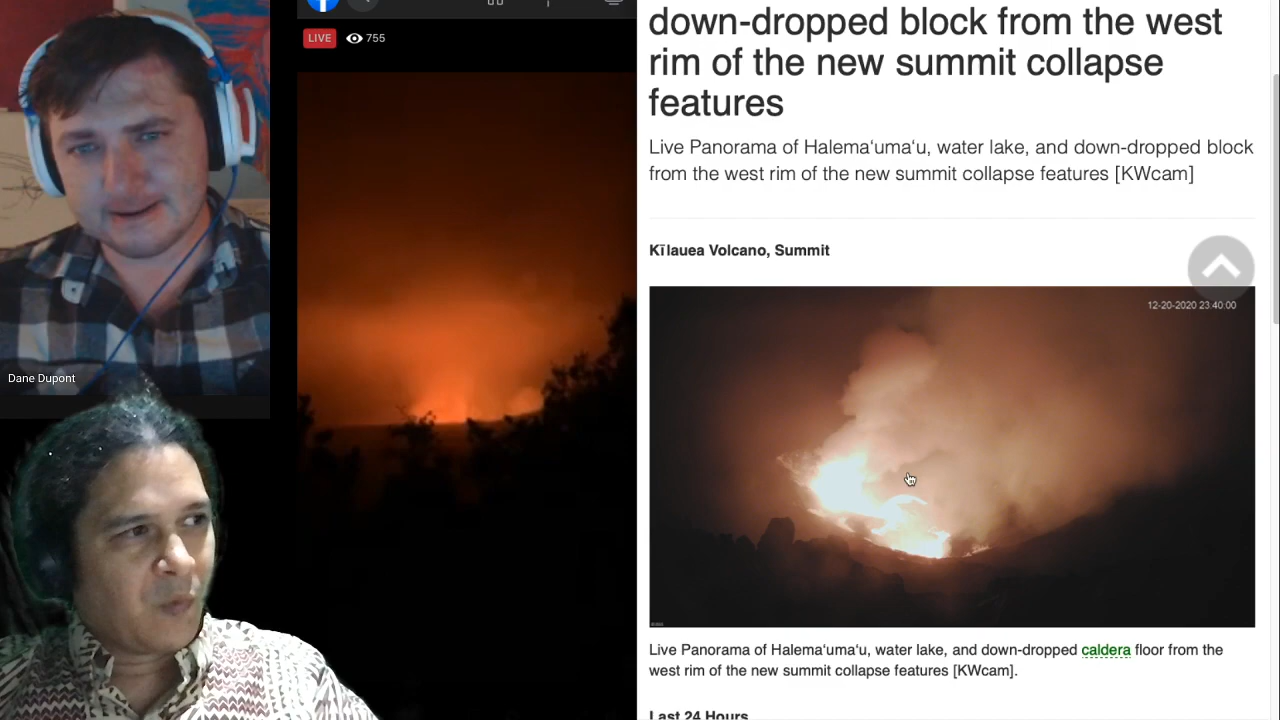 LIVE 755
down-dropped block from the west
rim of the new summit collapse
features
Live Panorama of Halemaʻumaʻu, water lake, and down-dropped block
from the west rim of the new summit collapse features [KWcam]
Kīlauea Volcano, Summit
12-20-2020 23:40:00
Dane Dupont
Live Panorama of Halemaʻumaʻu, water lake, and down-dropped caldera floor from the
west rim of the new summit collapse features [KWcam].
Last 24 Hours